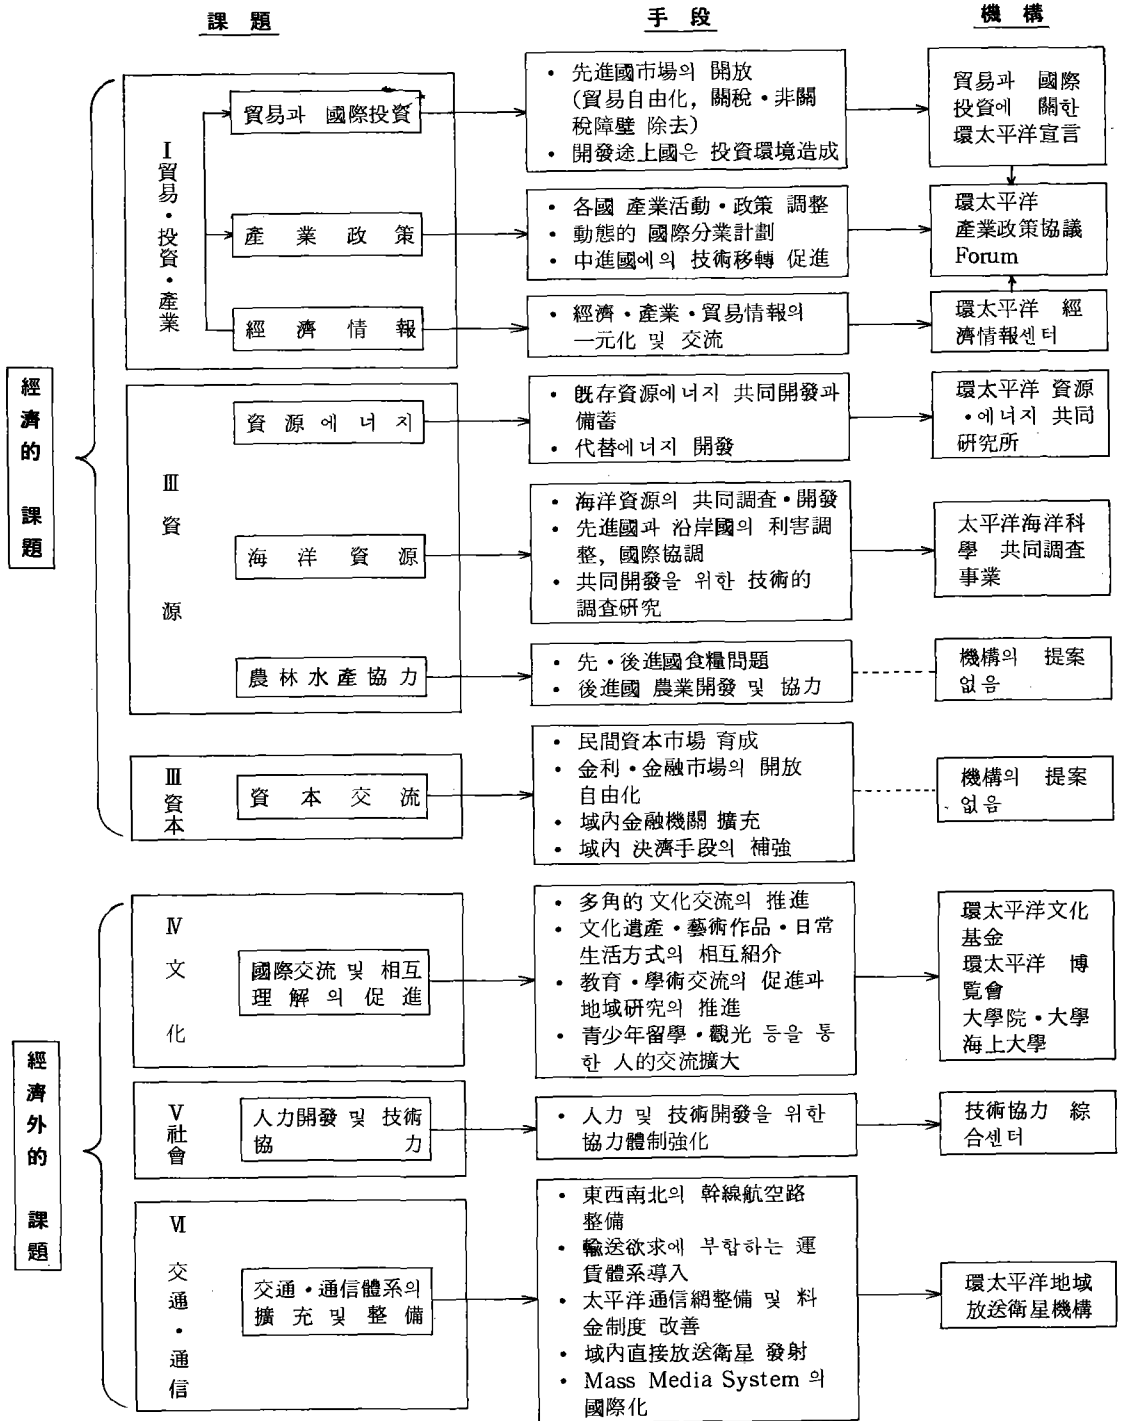 課題
手段
機構
經濟的 課題
I 貿易・投資・產業
貿易과 國際投資
• 先進國市場의 開放
(貿易自由化, 關稅・非關
稅障壁 除去)
• 開發途上國은 投資環境造成
貿易과 國際
投資에 關한
環太平洋宣言
產業政策
• 各國 產業活動・政策 調整
• 動態的 國際分業計劃
• 中進國에의 技術移轉 促進
環太平洋
產業政策協議
Forum
經濟情報
• 經濟・產業・貿易情報의
一元化 및 交流
環太平洋 經
濟情報센터
Ⅲ 資源
資源에너지
• 旣存資源에너지 共同開發과
備蓄
• 代替에너지 開發
環太平洋 資源
・에너지 共同
硏究所
海洋資源
• 海洋資源의 共同調査・開發
• 先進國과 沿岸國의 利害調
整, 國際協調
• 共同開發을 위한 技術的
調査硏究
太平洋海洋科
學 共同調査
事業
農林水產協力
• 先・後進國食糧問題
• 後進國 農業開發 및 協力
機構의 提案
없음
Ⅲ 資本
資本交流
• 民間資本市場 育成
• 金利・金融市場의 開放
自由化
• 域內金融機關 擴充
• 域內 決濟手段의 補強
機構의 提案
없음
經濟外的 課題
Ⅳ 文化
國際交流 및 相互
理解의 促進
• 多角的 文化交流의 推進
• 文化遺產・藝術作品・日常
生活方式의 相互紹介
• 教育・學術交流의 促進과
地域硏究의 推進
• 靑少年留學・觀光 등을 통
한 人的交流擴大
環太平洋文化
基金
環太平洋 博
覽會
大學院・大學
海上大學
Ⅴ 社會
人力開發 및 技術
協力
• 人力 및 技術開發을 위한
協力體制強化
技術協力 綜
合센터
Ⅵ 交通・通信
交通・通信體系의
擴充 및 整備
• 東西南北의 幹線航空路
整備
• 輸送欲求에 부합하는 運
賃體系導入
• 太平洋通信網整備 및 料
金制度 改善
• 域內直接放送衛星 發射
• Mass Media System의
國際化
環太平洋地域
放送衛星機構